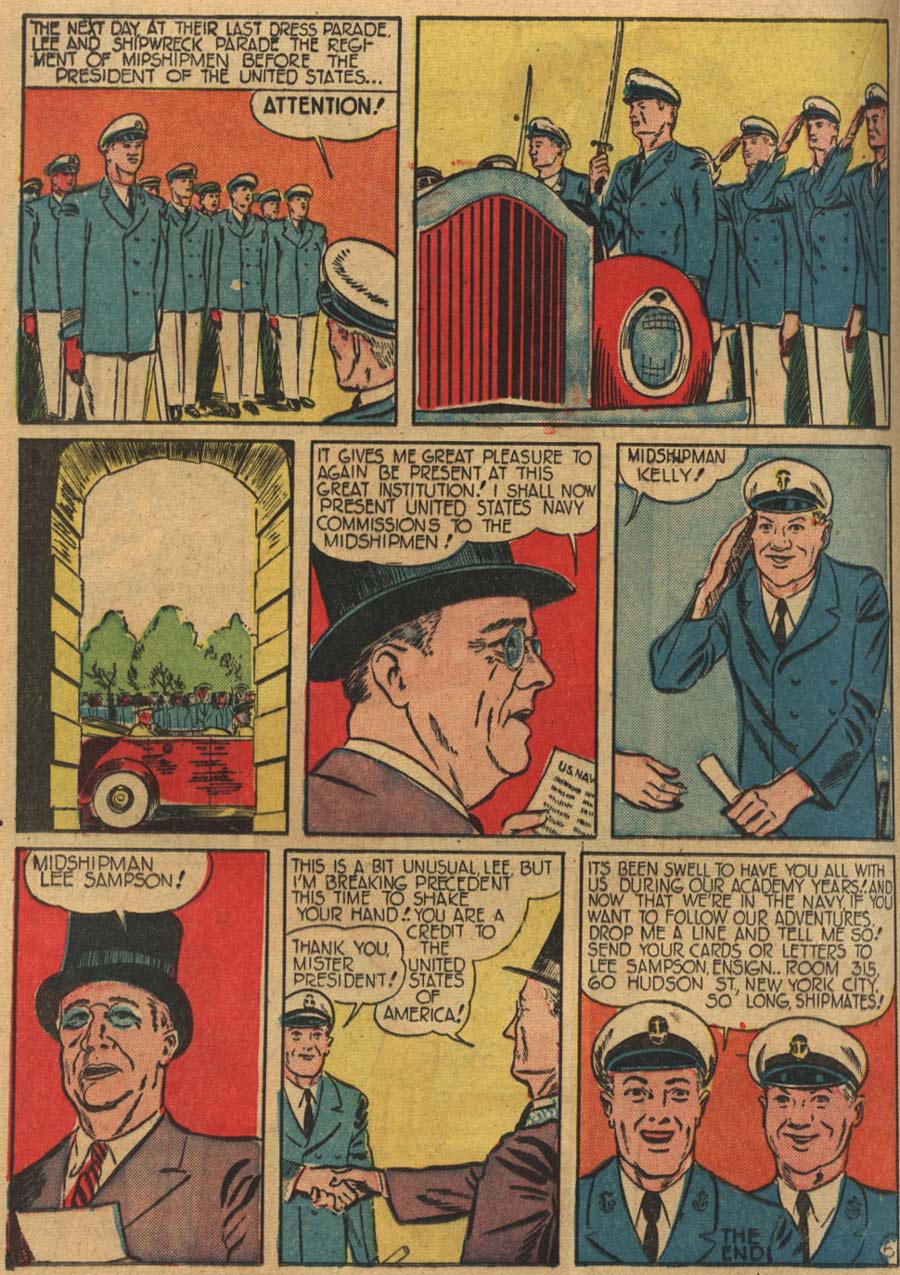 THE NEXT DAY, AT THEIR LAST DRESS PARADE,
LEE AND SHIPWRECK PARADE THE REGI-
MENT OF MIPSHIPMEN BEFORE THE
PRESIDENT OF THE UNITED STATES...
ATTENTION!
IT GIVES ME GREAT PLEASURE TO
AGAIN BE PRESENT AT THIS
GREAT INSTITUTION! I SHALL NOW
PRESENT UNITED STATES NAVY
COMMISSIONS TO THE
MIDSHIPMEN!
U.S. NAV
MIDSHIPMAN
KELLY!
MIDSHIPMAN
LEE SAMPSON!
THIS IS A BIT UNUSUAL, LEE, BUT
I'M BREAKING PRECEDENT
THIS TIME TO SHAKE
YOUR HAND! YOU ARE A
CREDIT TO
THE
UNITED
STATES
OF
AMERICA!
THANK YOU,
MISTER
PRESIDENT!
IT'S BEEN SWELL TO HAVE YOU ALL WITH
US DURING OUR ACADEMY YEARS! AND
NOW THAT WE'RE IN THE NAVY, IF YOU
WANT TO FOLLOW OUR ADVENTURES,
DROP ME A LINE AND TELL ME SO!
SEND YOUR CARDS OR LETTERS TO
LEE SAMPSON, ENSIGN.. ROOM 315,
60 HUDSON ST., NEW YORK CITY.
SO LONG, SHIPMATES!
THE
END!
6